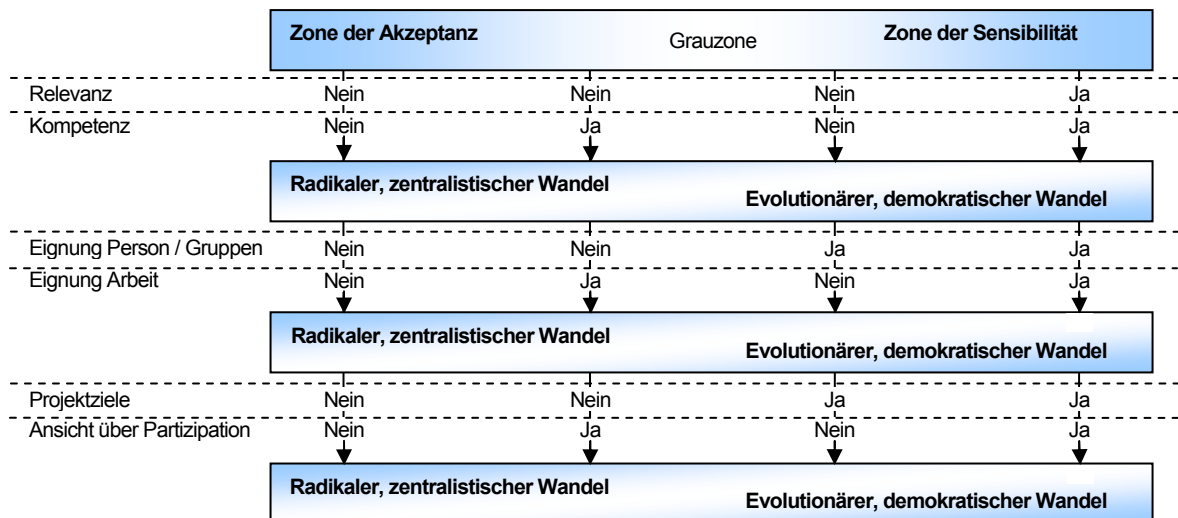 Zone der Akzeptanz Grauzone Zone der Sensibilität
Relevanz Nein Nein Nein Ja
Kompetenz Nein Ja Nein Ja
Radikaler, zentralistischer Wandel
Evolutionärer, demokratischer Wandel
Eignung Person / Gruppen Nein Nein Ja Ja
Eignung Arbeit Nein Ja Nein Ja
Radikaler, zentralistischer Wandel
Evolutionärer, demokratischer Wandel
Projektziele Nein Nein Ja Ja
Ansicht über Partizipation Nein Ja Nein Ja
Radikaler, zentralistischer Wandel
Evolutionärer, demokratischer Wandel